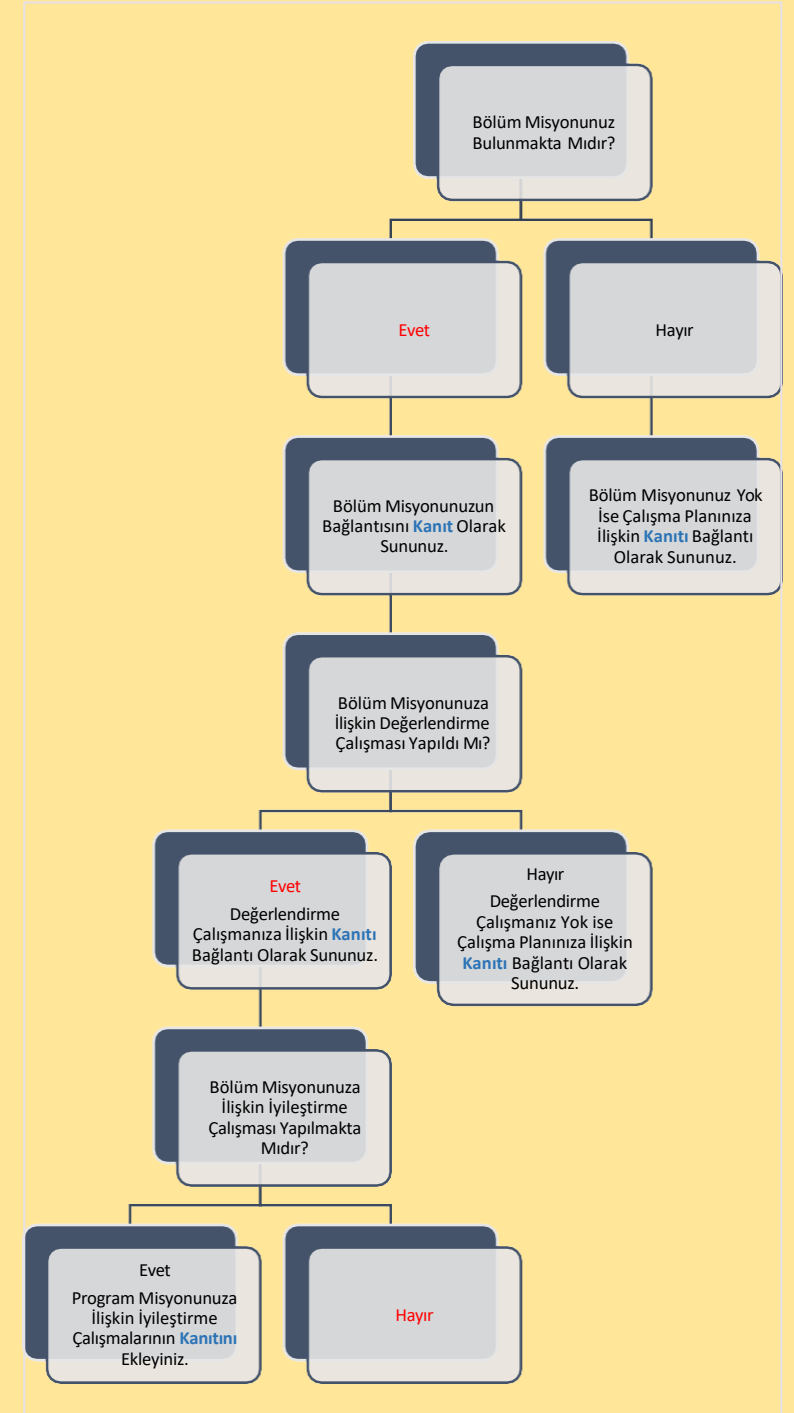 Bölüm Misyonunuz
Bulunmakta Mıdır?
Evet
Hayır
Bölüm Misyonunuzun
Bağlantısını Kanıt Olarak
Sununuz.
Bölüm Misyonunuz Yok
İse Çalışma Planınıza
İlişkin Kanıtı Bağlantı
Olarak Sununuz.
Bölüm Misyonunuza
İlişkin Değerlendirme
Çalışması Yapıldı Mı?
Evet
Değerlendirme
Çalışmanıza İlişkin Kanıtı
Bağlantı Olarak Sununuz.
Hayır
Değerlendirme
Çalışmanız Yok ise
Çalışma Planınıza İlişkin
Kanıtı Bağlantı Olarak
Sununuz.
Bölüm Misyonunuza
İlişkin İyileştirme
Çalışması Yapılmakta
Mıdır?
Evet
Program Misyonunuza
İlişkin İyileştirme
Çalışmalarının Kanıtını
Ekleyiniz.
Hayır